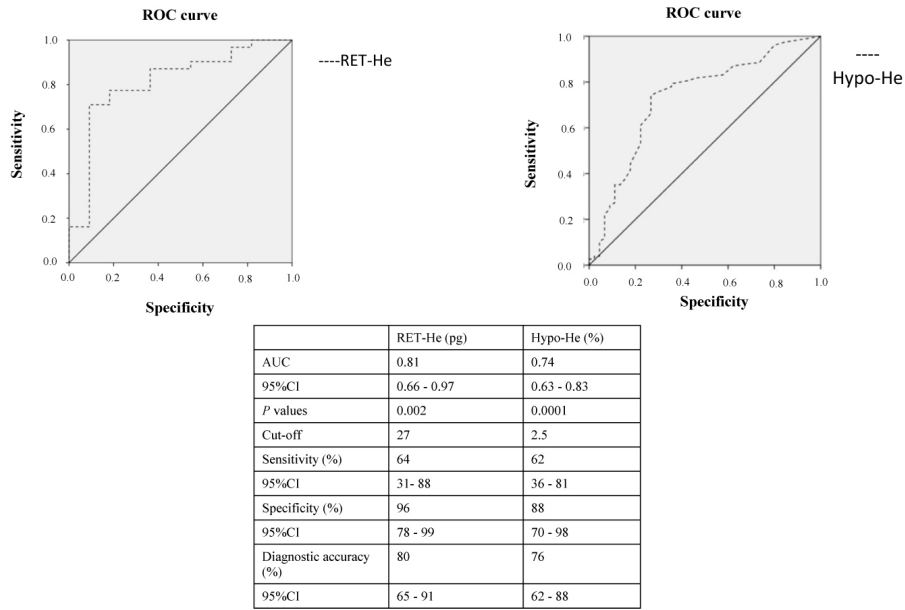 ROC curve
1.0
0.8
0.6
0.4
0.2
0.0
Sensitivity
0.0 0.2 0.4 0.6 0.8 1.0
Specificity
----RET-He
ROC curve
1.0
0.8
0.6
0.4
0.2
0.0
Sensitivity
0.0 0.2 0.4 0.6 0.8 1.0
Specificity
----
Hypo-He
RET-He (pg) Hypo-He (%)
AUC 0.81 0.74
95%CI 0.66 - 0.97 0.63 - 0.83
P values 0.002 0.0001
Cut-off 27 2.5
Sensitivity (%) 64 62
95%CI 31- 88 36 - 81
Specificity (%) 96 88
95%CI 78 - 99 70 - 98
Diagnostic accuracy 80 76
(%)
95%CI 65 - 91 62 - 88